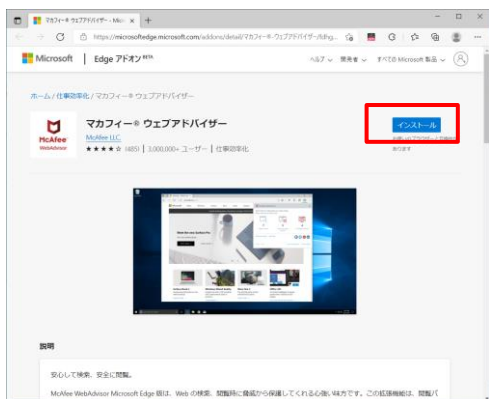 マカフィー® ウェブアドバイザー - Micr
https://microsoftedge.microsoft.com/addons/detail/マカフィー®-ウェブアドバイザー/fdhg...
Microsoft
Edge アドオン BETA
ヘルプ
開発者
すべての Microsoft 製品
ホーム / 仕事効率化 / マカフィー® ウェブアドバイザー
McAfee
WebAdvisor
マカフィー® ウェブアドバイザー
McAfee LLC.
★★★★☆ (485) | 3,000,000+ ユーザー | 仕事効率化
インストール
あります
説明
安心して検索、安全に閲覧。
McAfee WebAdvisor Microsoft Edge 版は、Web の検索、閲覧時に脅威から保護してくれる心強い味方です。この拡張機能は、閲覧パ